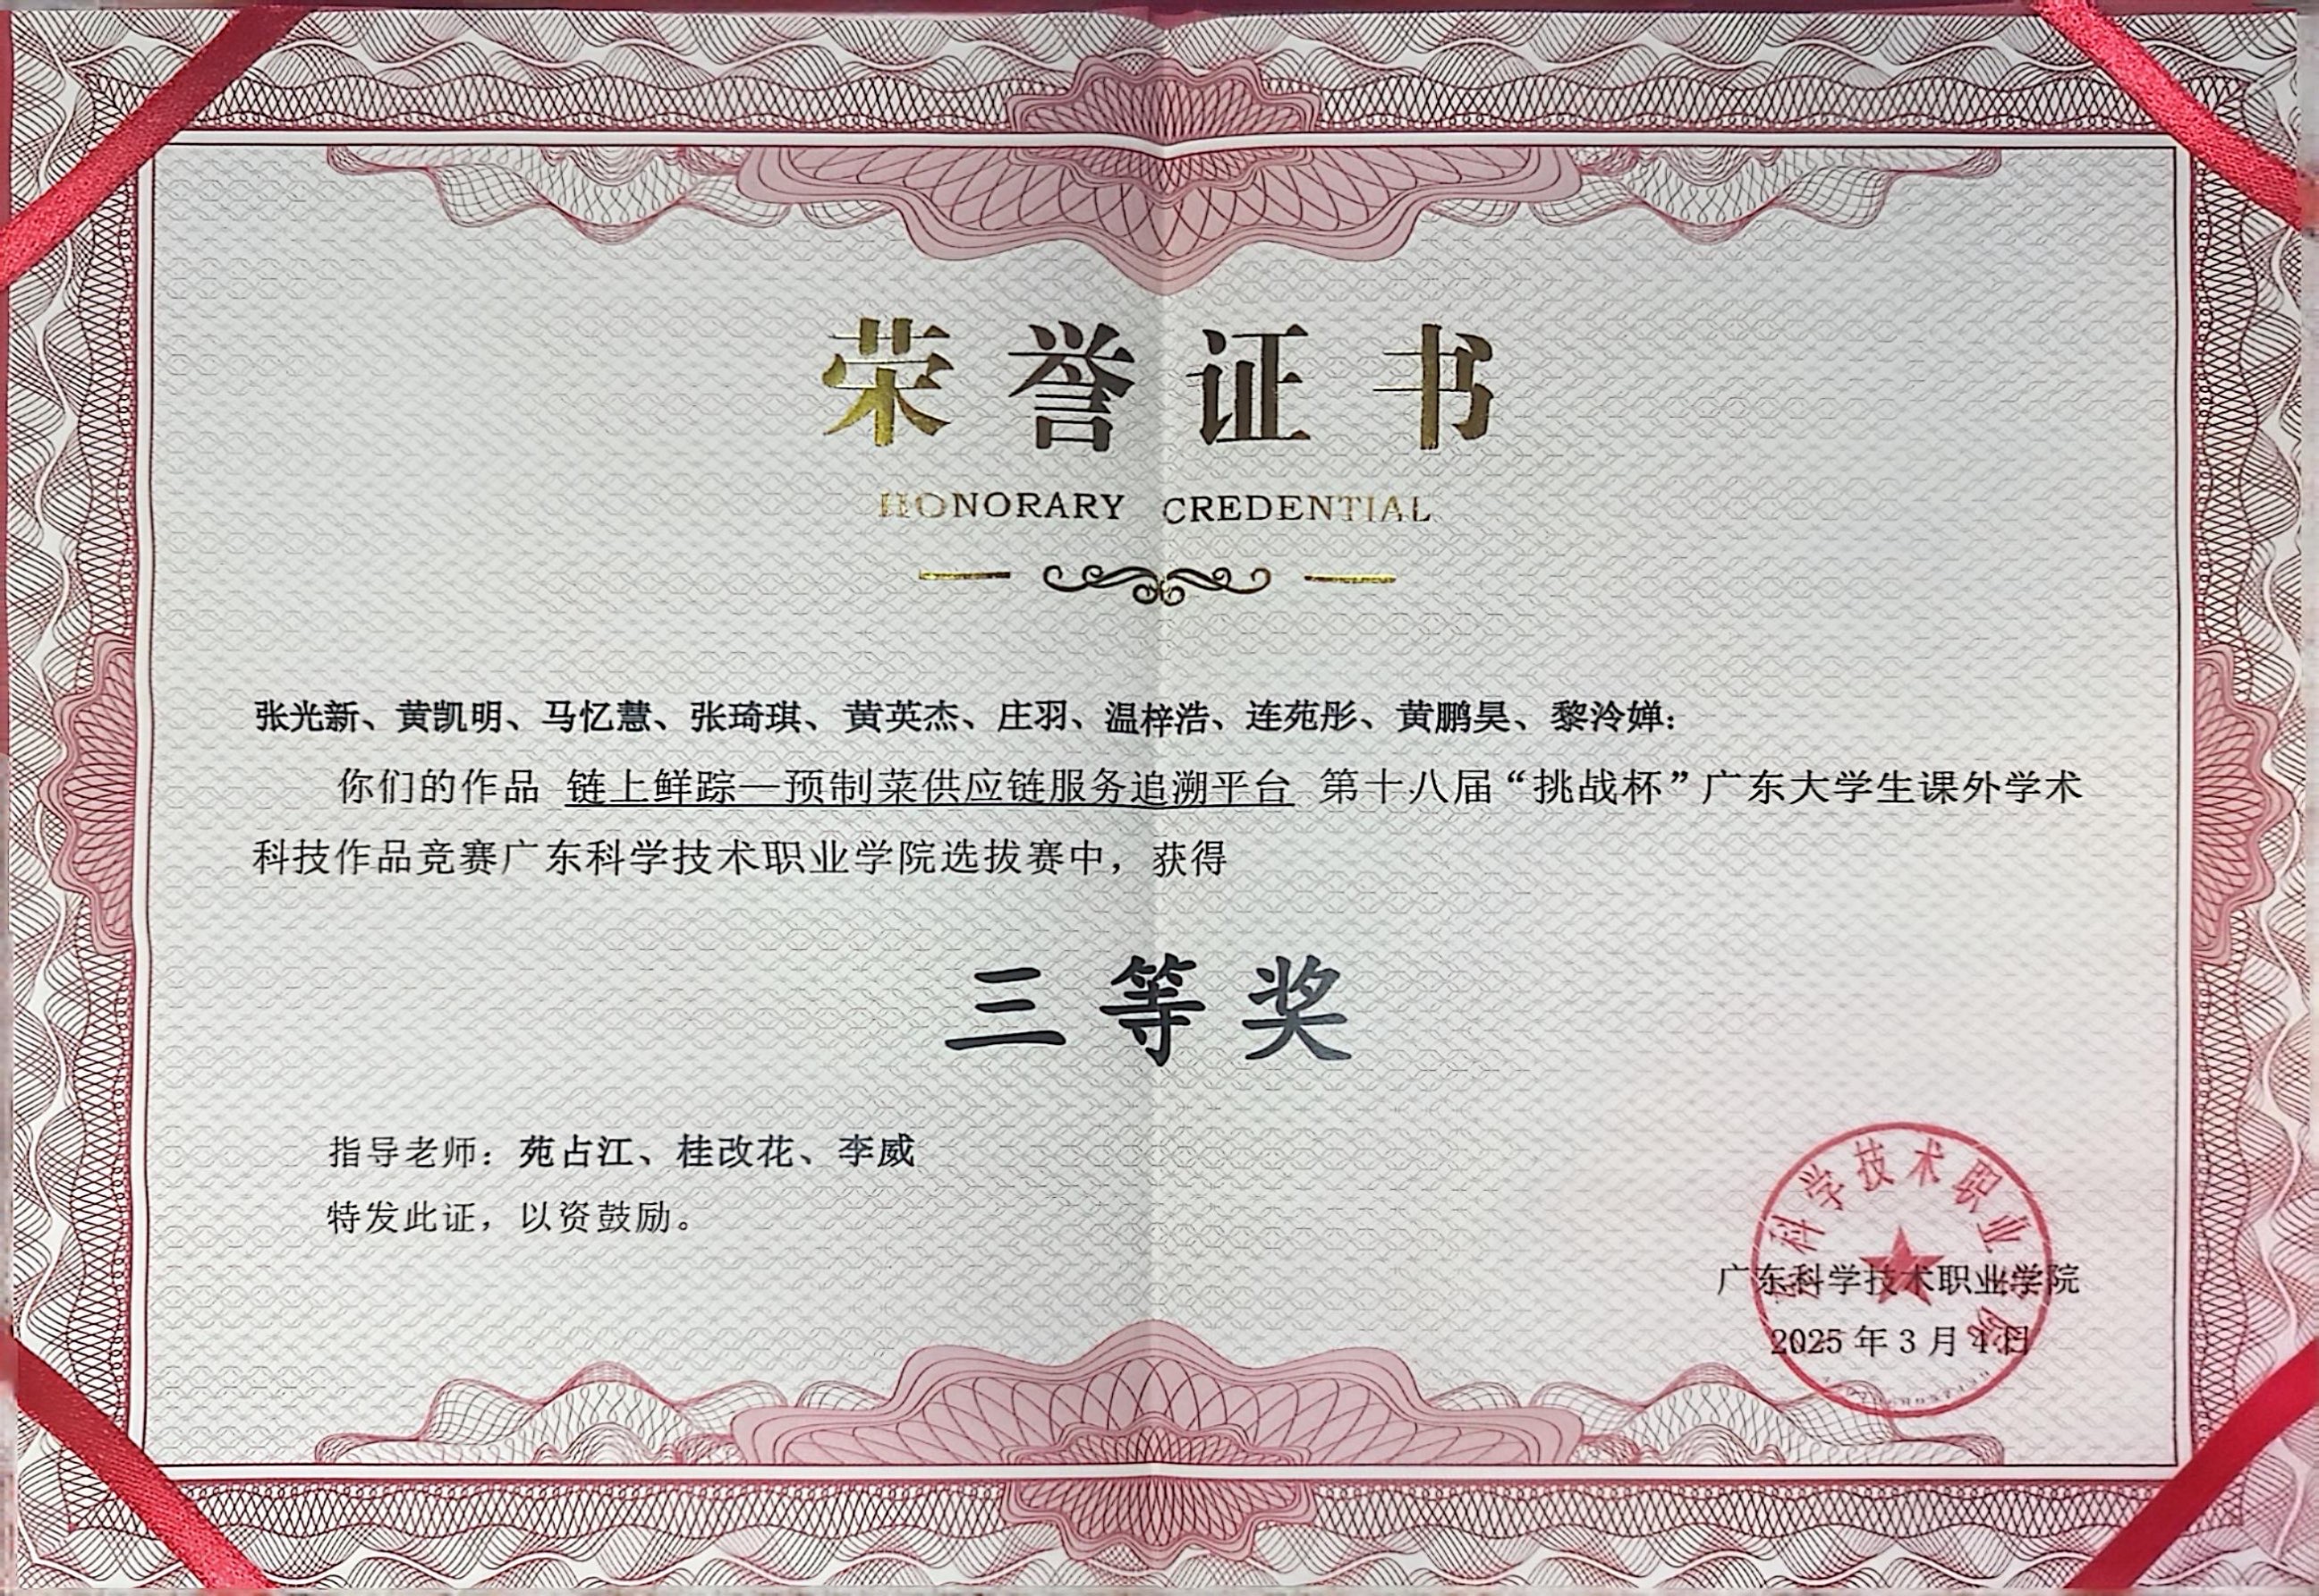 荣誉证书
HONORARY CREDENTIAL
张光新、黄凯明、马忆慧、张琦琪、黄英杰、庄羽、温梓浩、连苑彤、黄鹏昊、黎泠婵：
你们的作品 链上鲜踪—预制菜供应链服务追溯平台 第十八届“挑战杯”广东大学生课外学术
科技作品竞赛广东科学技术职业学院选拔赛中，获得
三等奖
指导老师：苑占江、桂改花、李威
特发此证，以资鼓励。
科学技术职业
广东科学技术职业学院
2025年3月4日